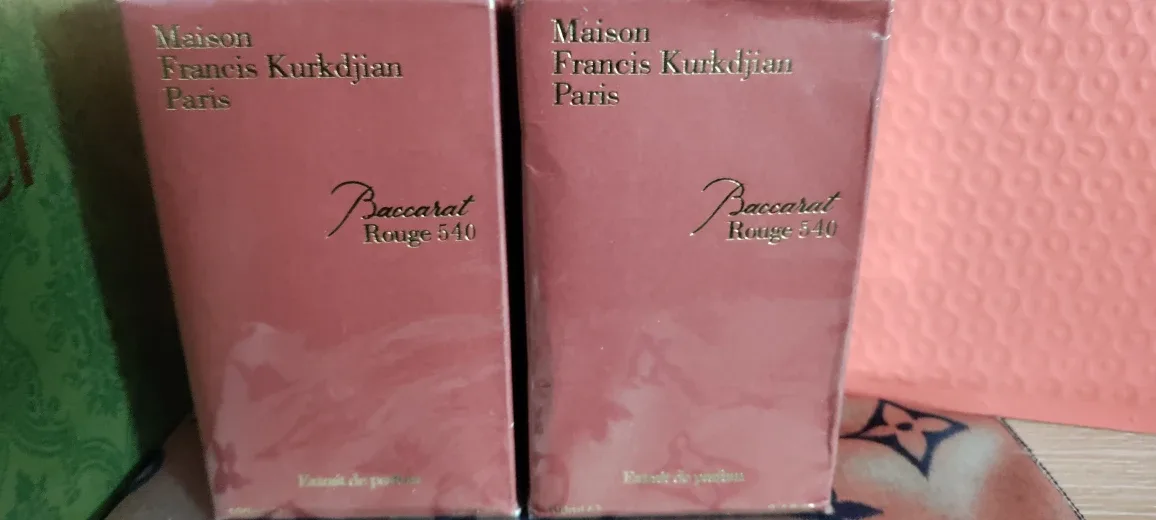 Maison
Francis Kurkdjian
Paris
Baccarat
Rouge 540
Extrait de parfum
Maison
Francis Kurkdjian
Paris
Baccarat
Rouge 540
Extrait de parfum